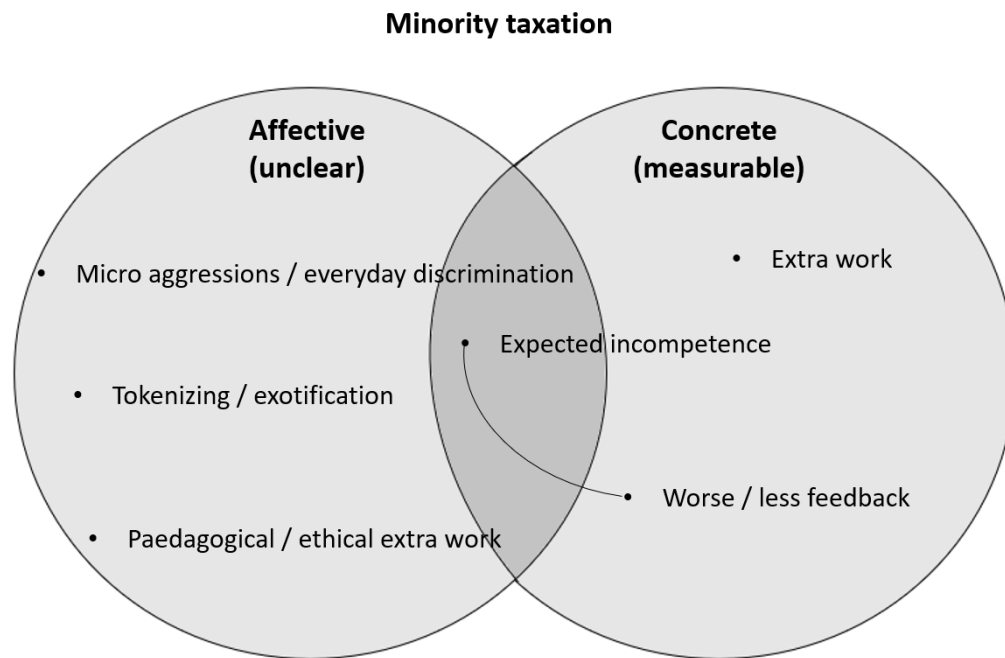 Minority taxation
Affective
(unclear)
Concrete
(measurable)
• Micro aggressions / everyday discrimination
• Extra work
• Expected incompetence
• Tokenizing / exotification
• Worse / less feedback
• Paedagogical / ethical extra work